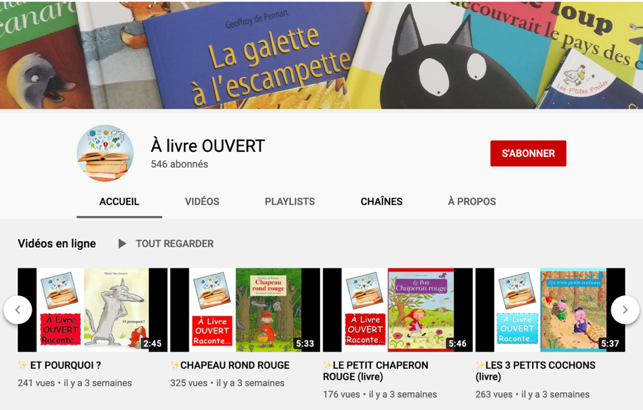 canard
Geoffroy de Pennart
La galette
à l'escampette
loup
découvrait le pays des
Les P'tites Poules
À livre OUVERT
546 abonnés
S'ABONNER
ACCUEIL VIDÉOS PLAYLISTS CHAÎNES À PROPOS
Vidéos en ligne TOUT REGARDER
À Livre
OUVERT
Raconte...
Et pourquoi ?
2:45
À Livre
OUVERT
Raconte...
Chapeau
rond rouge
5:33
À Livre
OUVERT
Raconte...
le Petit
Chaperon rouge
5:46
À Livre
OUVERT
Raconte...
Les trois petits cochons
5:37
✨ET POURQUOI ?
241 vues • il y a 3 semaines
✨CHAPEAU ROND ROUGE
325 vues • il y a 3 semaines
✨LE PETIT CHAPERON
ROUGE (livre)
176 vues • il y a 3 semaines
✨LES 3 PETITS COCHONS
(livre)
263 vues • il y a 3 semaines